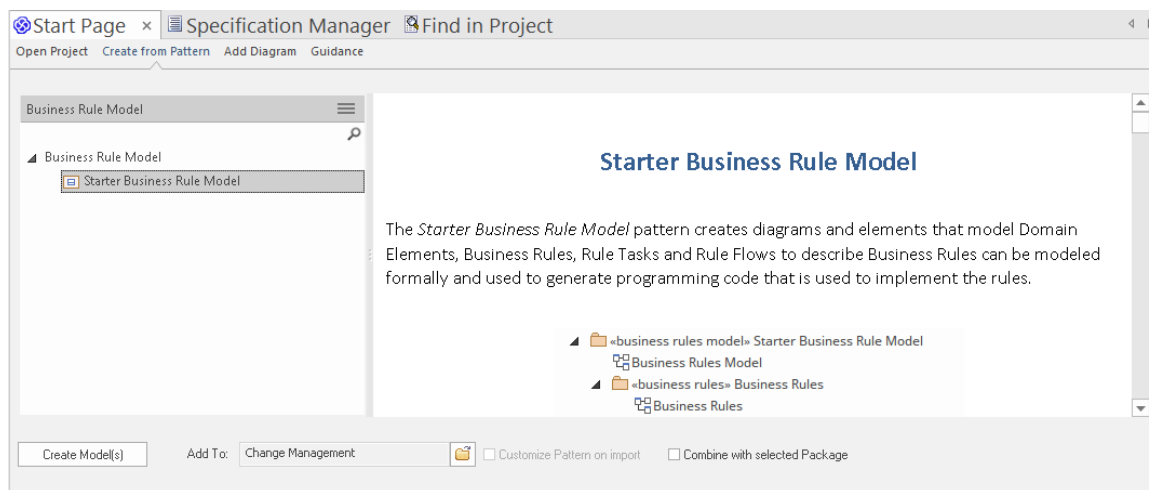 Start Page × Specification Manager Find in Project
Open Project Create from Pattern Add Diagram Guidance
Business Rule Model
Business Rule Model
Starter Business Rule Model
Starter Business Rule Model
The Starter Business Rule Model pattern creates diagrams and elements that model Domain
Elements, Business Rules, Rule Tasks and Rule Flows to describe Business Rules can be modeled
formally and used to generate programming code that is used to implement the rules.
«business rules model» Starter Business Rule Model
Business Rules Model
«business rules» Business Rules
Business Rules
Create Model(s) Add To: Change Management Customize Pattern on import Combine with selected Package